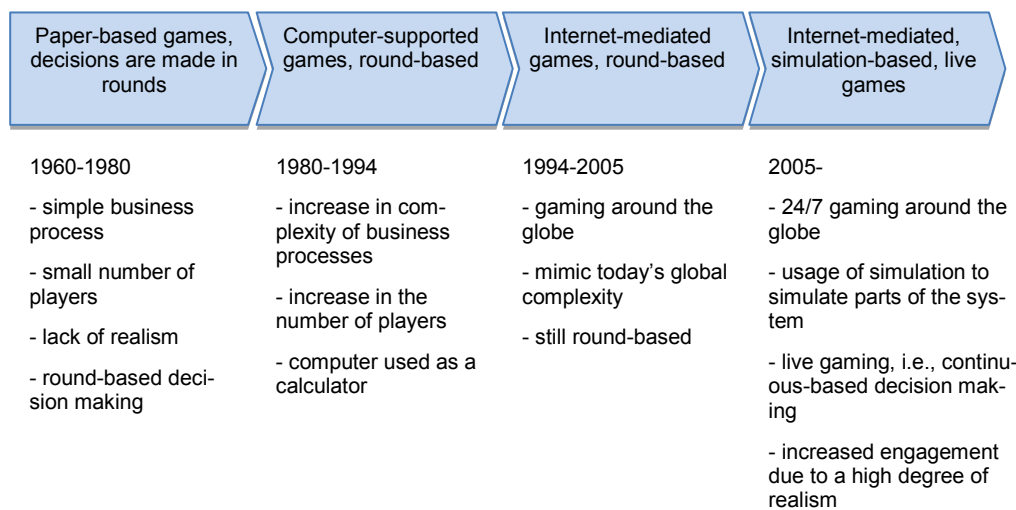 Paper-based games,
decisions are made in
rounds
Computer-supported
games, round-based
Internet-mediated
games, round-based
Internet-mediated,
simulation-based, live
games
1960-1980
- simple business
process
- small number of
players
- lack of realism
- round-based deci-
sion making
1980-1994
- increase in com-
plexity of business
processes
- increase in the
number of players
- computer used as a
calculator
1994-2005
- gaming around the
globe
- mimic today's global
complexity
- still round-based
2005-
- 24/7 gaming around the
globe
- usage of simulation to
simulate parts of the sys-
tem
- live gaming, i.e., continu-
ous-based decision mak-
ing
- increased engagement
due to a high degree of
realism